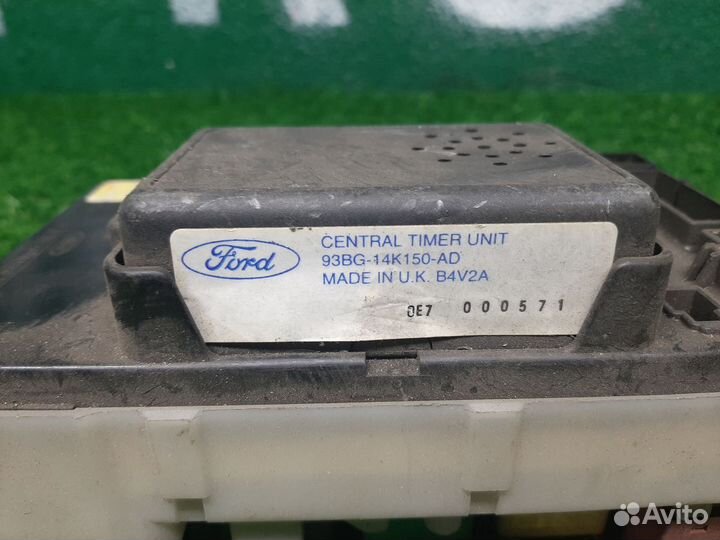 Ford
CENTRAL TIMER UNIT
93BG-14K150-AD
MADE IN U.K. B4V2A
0E7 000571
Avito